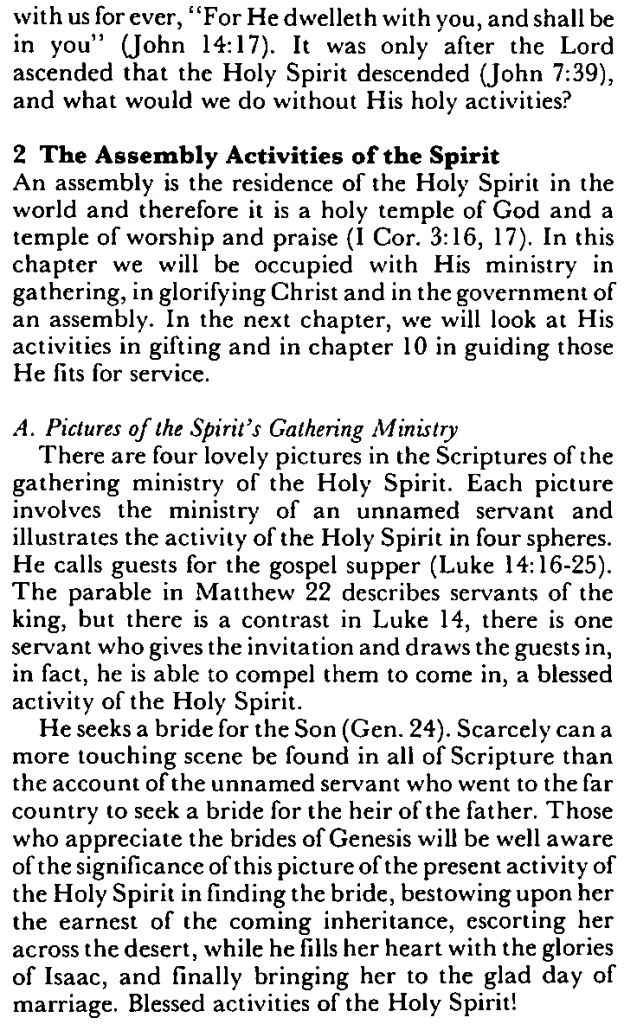 with us for ever, “For He dwelleth with you, and shall be
in you” (John 14:17). It was only after the Lord
ascended that the Holy Spirit descended (John 7:39),
and what would we do without His holy activities?
2 The Assembly Activities of the Spirit
An assembly is the residence of the Holy Spirit in the
world and therefore it is a holy temple of God and a
temple of worship and praise (I Cor. 3:16, 17). In this
chapter we will be occupied with His ministry in
gathering, in glorifying Christ and in the government of
an assembly. In the next chapter, we will look at His
activities in gifting and in chapter 10 in guiding those
He fits for service.
A. Pictures of the Spirit’s Gathering Ministry
There are four lovely pictures in the Scriptures of the
gathering ministry of the Holy Spirit. Each picture
involves the ministry of an unnamed servant and
illustrates the activity of the Holy Spirit in four spheres.
He calls guests for the gospel supper (Luke 14:16-25).
The parable in Matthew 22 describes servants of the
king, but there is a contrast in Luke 14, there is one
servant who gives the invitation and draws the guests in,
in fact, he is able to compel them to come in, a blessed
activity of the Holy Spirit.
He seeks a bride for the Son (Gen. 24). Scarcely can a
more touching scene be found in all of Scripture than
the account of the unnamed servant who went to the far
country to seek a bride for the heir of the father. Those
who appreciate the brides of Genesis will be well aware
of the significance of this picture of the present activity of
the Holy Spirit in finding the bride, bestowing upon her
the earnest of the coming inheritance, escorting her
across the desert, while he fills her heart with the glories
of Isaac, and finally bringing her to the glad day of
marriage. Blessed activities of the Holy Spirit!